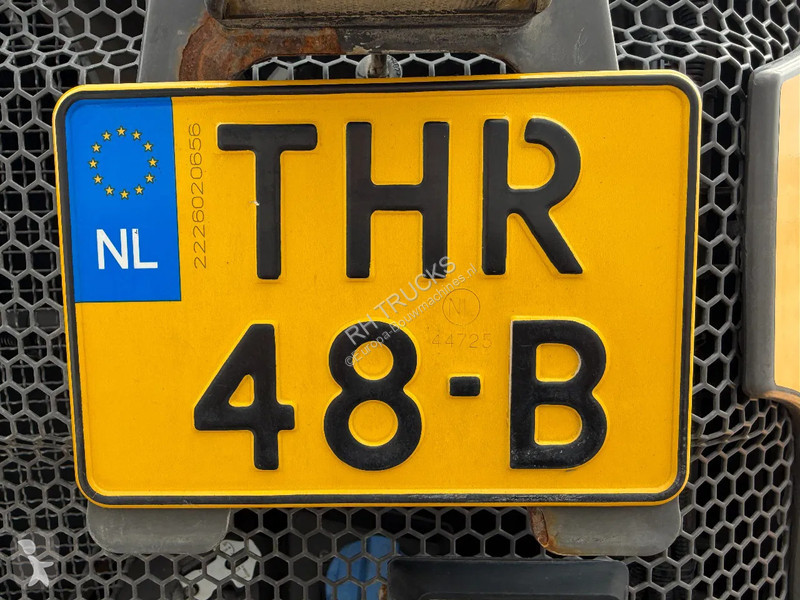 NL
2226020656
THR
48-B
NL
44725
RH TRUCKS
©Europa-Bouwmachines.nl